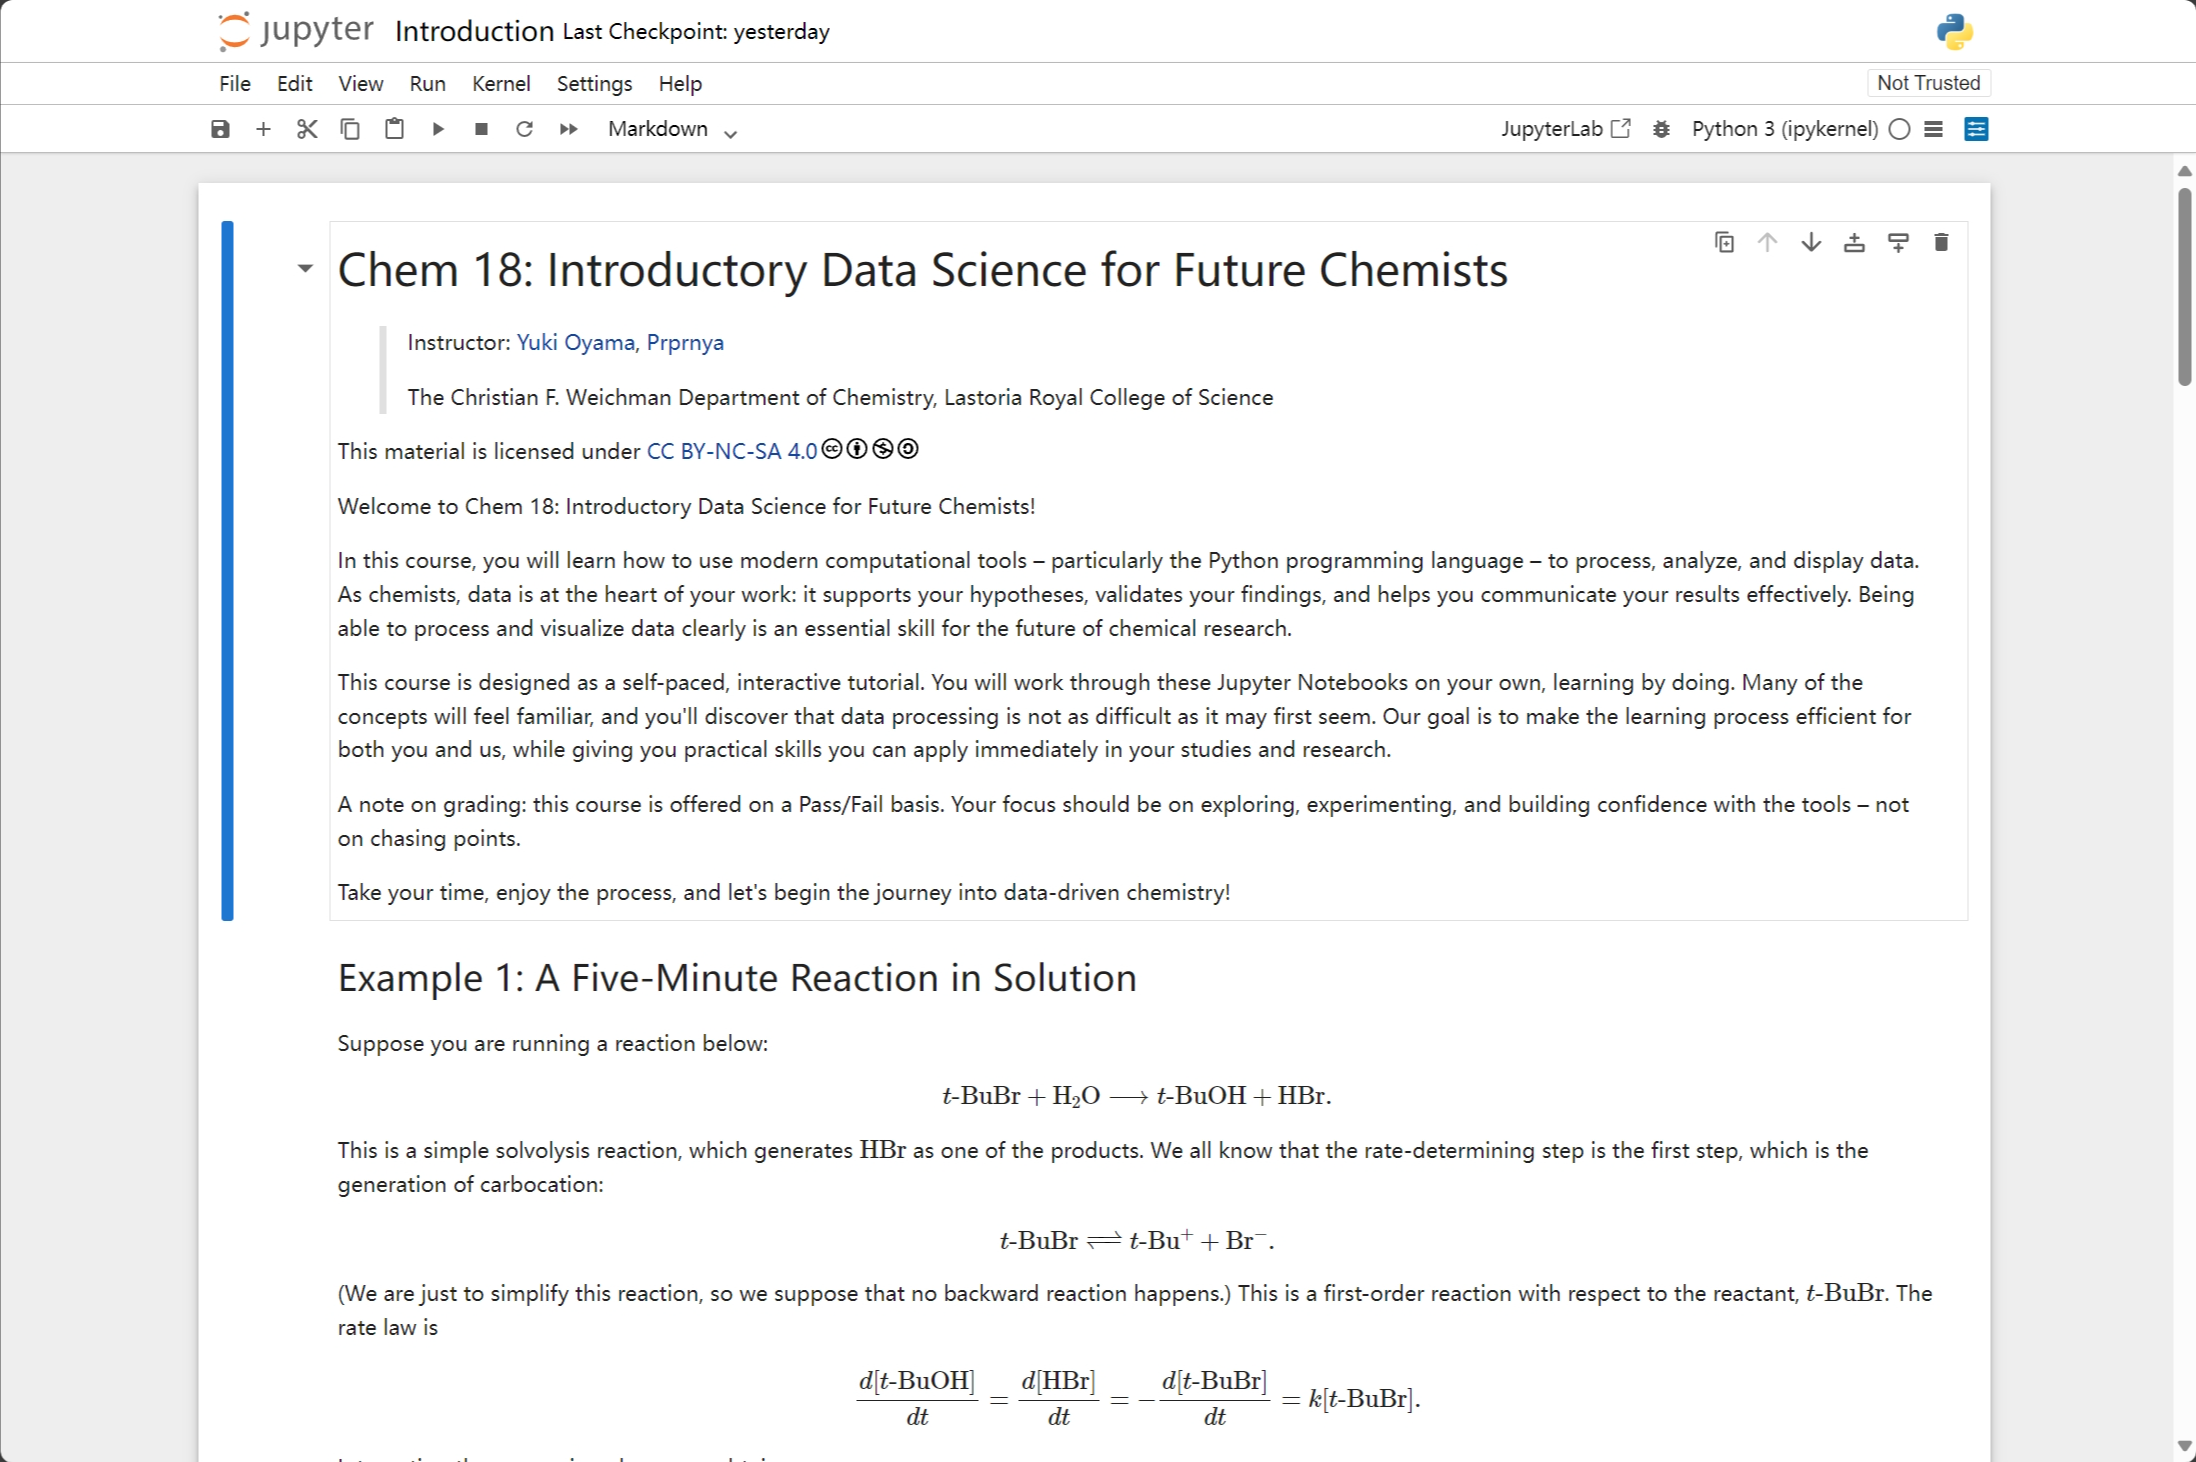 jupyter Introduction Last Checkpoint: yesterday
File Edit View Run Kernel Settings Help Not Trusted
Markdown JupyterLab Python 3 (ipykernel)
Chem 18: Introductory Data Science for Future Chemists
Instructor: Yuki Oyama, Prprnya
The Christian F. Weichman Department of Chemistry, Lastoria Royal College of Science
This material is licensed under CC BY-NC-SA 4.0
Welcome to Chem 18: Introductory Data Science for Future Chemists!
In this course, you will learn how to use modern computational tools – particularly the Python programming language – to process, analyze, and display data.
As chemists, data is at the heart of your work: it supports your hypotheses, validates your findings, and helps you communicate your results effectively. Being
able to process and visualize data clearly is an essential skill for the future of chemical research.
This course is designed as a self-paced, interactive tutorial. You will work through these Jupyter Notebooks on your own, learning by doing. Many of the
concepts will feel familiar, and you'll discover that data processing is not as difficult as it may first seem. Our goal is to make the learning process efficient for
both you and us, while giving you practical skills you can apply immediately in your studies and research.
A note on grading: this course is offered on a Pass/Fail basis. Your focus should be on exploring, experimenting, and building confidence with the tools – not
on chasing points.
Take your time, enjoy the process, and let's begin the journey into data-driven chemistry!
Example 1: A Five-Minute Reaction in Solution
Suppose you are running a reaction below:
t-BuBr + H₂O ⟶ t-BuOH + HBr.
This is a simple solvolysis reaction, which generates HBr as one of the products. We all know that the rate-determining step is the first step, which is the
generation of carbocation:
t-BuBr ⇌ t-Bu⁺ + Br⁻.
(We are just to simplify this reaction, so we suppose that no backward reaction happens.) This is a first-order reaction with respect to the reactant, t-BuBr. The
rate law is
d[t-BuOH]/dt = d[HBr]/dt = −d[t-BuBr]/dt = k[t-BuBr].